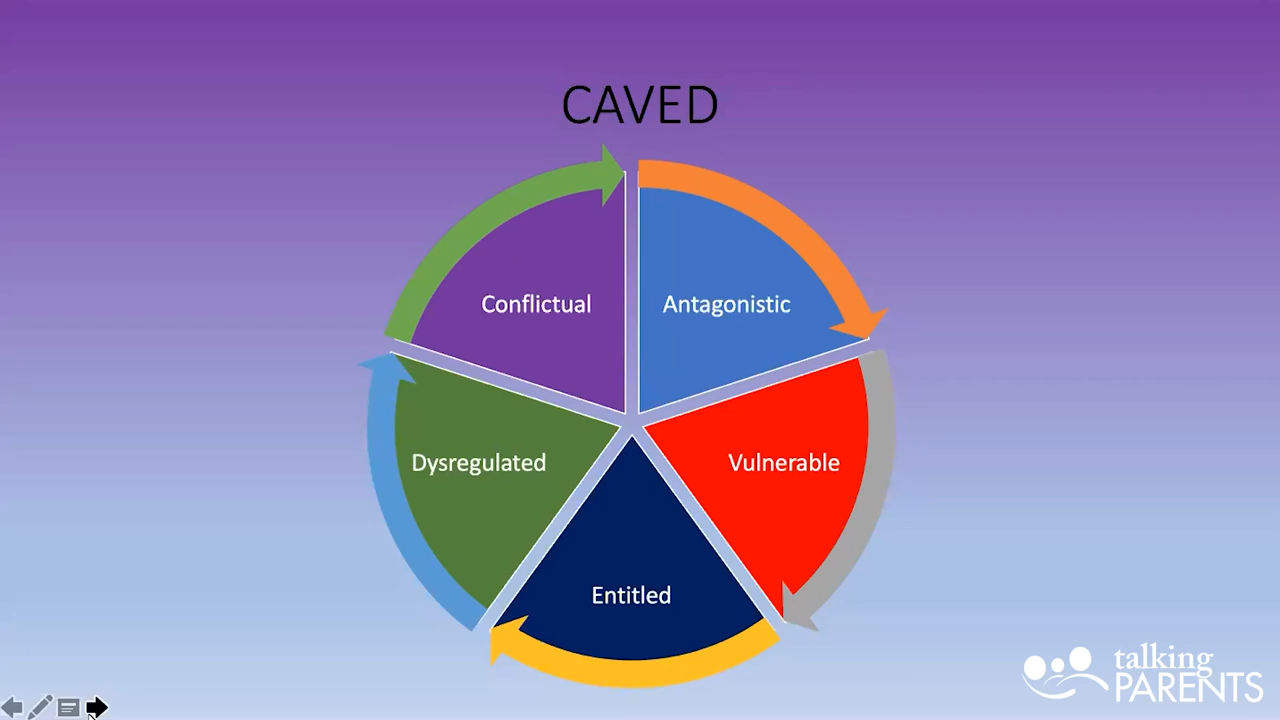 CAVED
Conflictual
Antagonistic
Dysregulated
Vulnerable
Entitled
talking
PARENTS